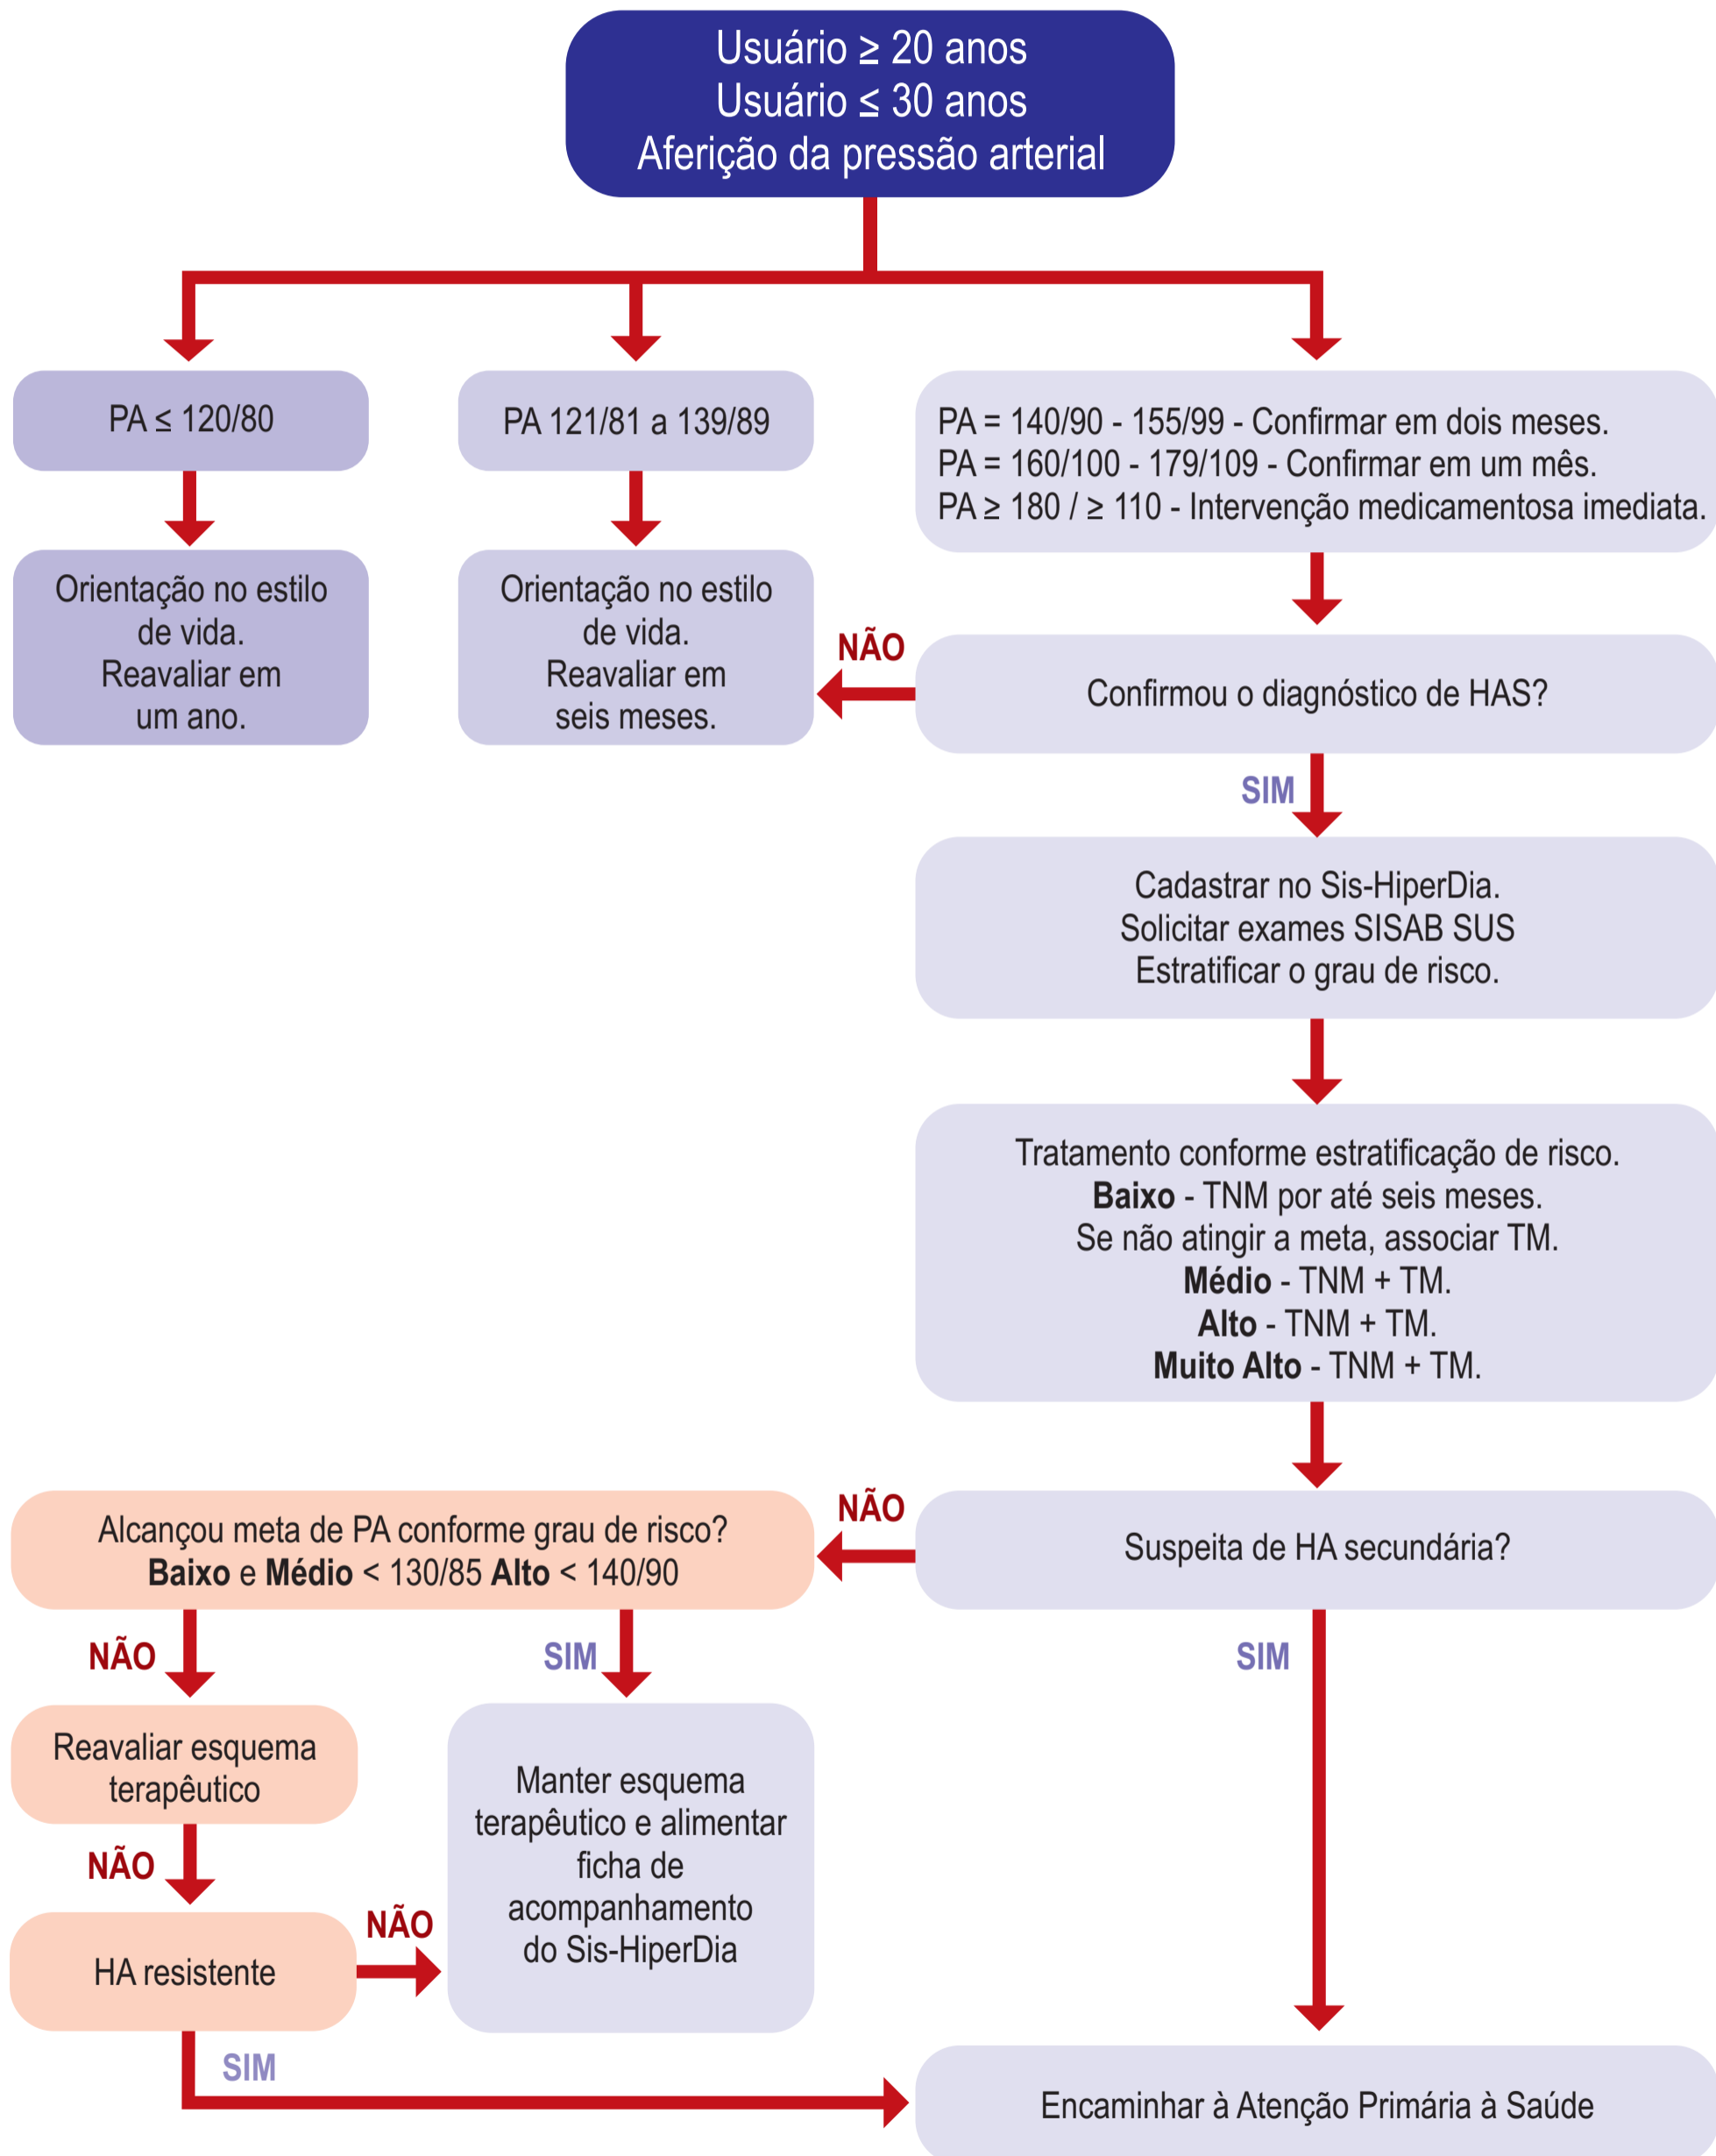 Usuário ≥ 20 anos
Usuário ≤ 30 anos
Aferição da pressão arterial
PA ≤ 120/80
PA 121/81 a 139/89
PA = 140/90 - 155/99 - Confirmar em dois meses.
PA = 160/100 - 179/109 - Confirmar em um mês.
PA ≥ 180 / ≥ 110 - Intervenção medicamentosa imediata.
Orientação no estilo
de vida.
Reavaliar em
um ano.
Orientação no estilo
de vida.
Reavaliar em
seis meses.
NÃO
Confirmou o diagnóstico de HAS?
SIM
Cadastrar no Sis-HiperDia.
Solicitar exames SISAB SUS
Estratificar o grau de risco.
Tratamento conforme estratificação de risco.
Baixo - TNM por até seis meses.
Se não atingir a meta, associar TM.
Médio - TNM + TM.
Alto - TNM + TM.
Muito Alto - TNM + TM.
Suspeita de HA secundária?
NÃO
Alcançou meta de PA conforme grau de risco?
Baixo e Médio < 130/85 Alto < 140/90
NÃO
SIM
SIM
Reavaliar esquema
terapêutico
Manter esquema
terapêutico e alimentar
ficha de
acompanhamento
do Sis-HiperDia
NÃO
HA resistente
NÃO
SIM
Encaminhar à Atenção Primária à Saúde